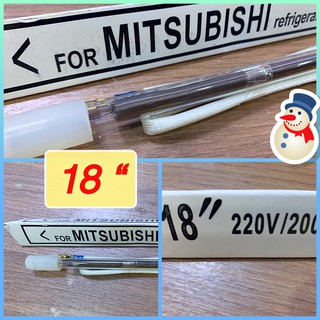 < FOR MITSUBISHI
18 “
< FOR MITSUBISHI
18" 220V/200